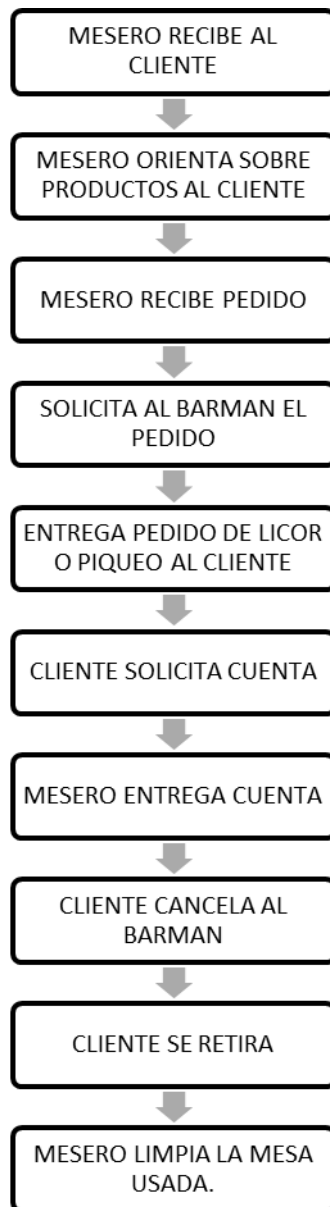 MESERO RECIBE AL
CLIENTE
MESERO ORIENTA SOBRE
PRODUCTOS AL CLIENTE
MESERO RECIBE PEDIDO
SOLICITA AL BARMAN EL
PEDIDO
ENTREGA PEDIDO DE LICOR
O PIQUEO AL CLIENTE
CLIENTE SOLICITA CUENTA
MESERO ENTREGA CUENTA
CLIENTE CANCELA AL
BARMAN
CLIENTE SE RETIRA
MESERO LIMPIA LA MESA
USADA.